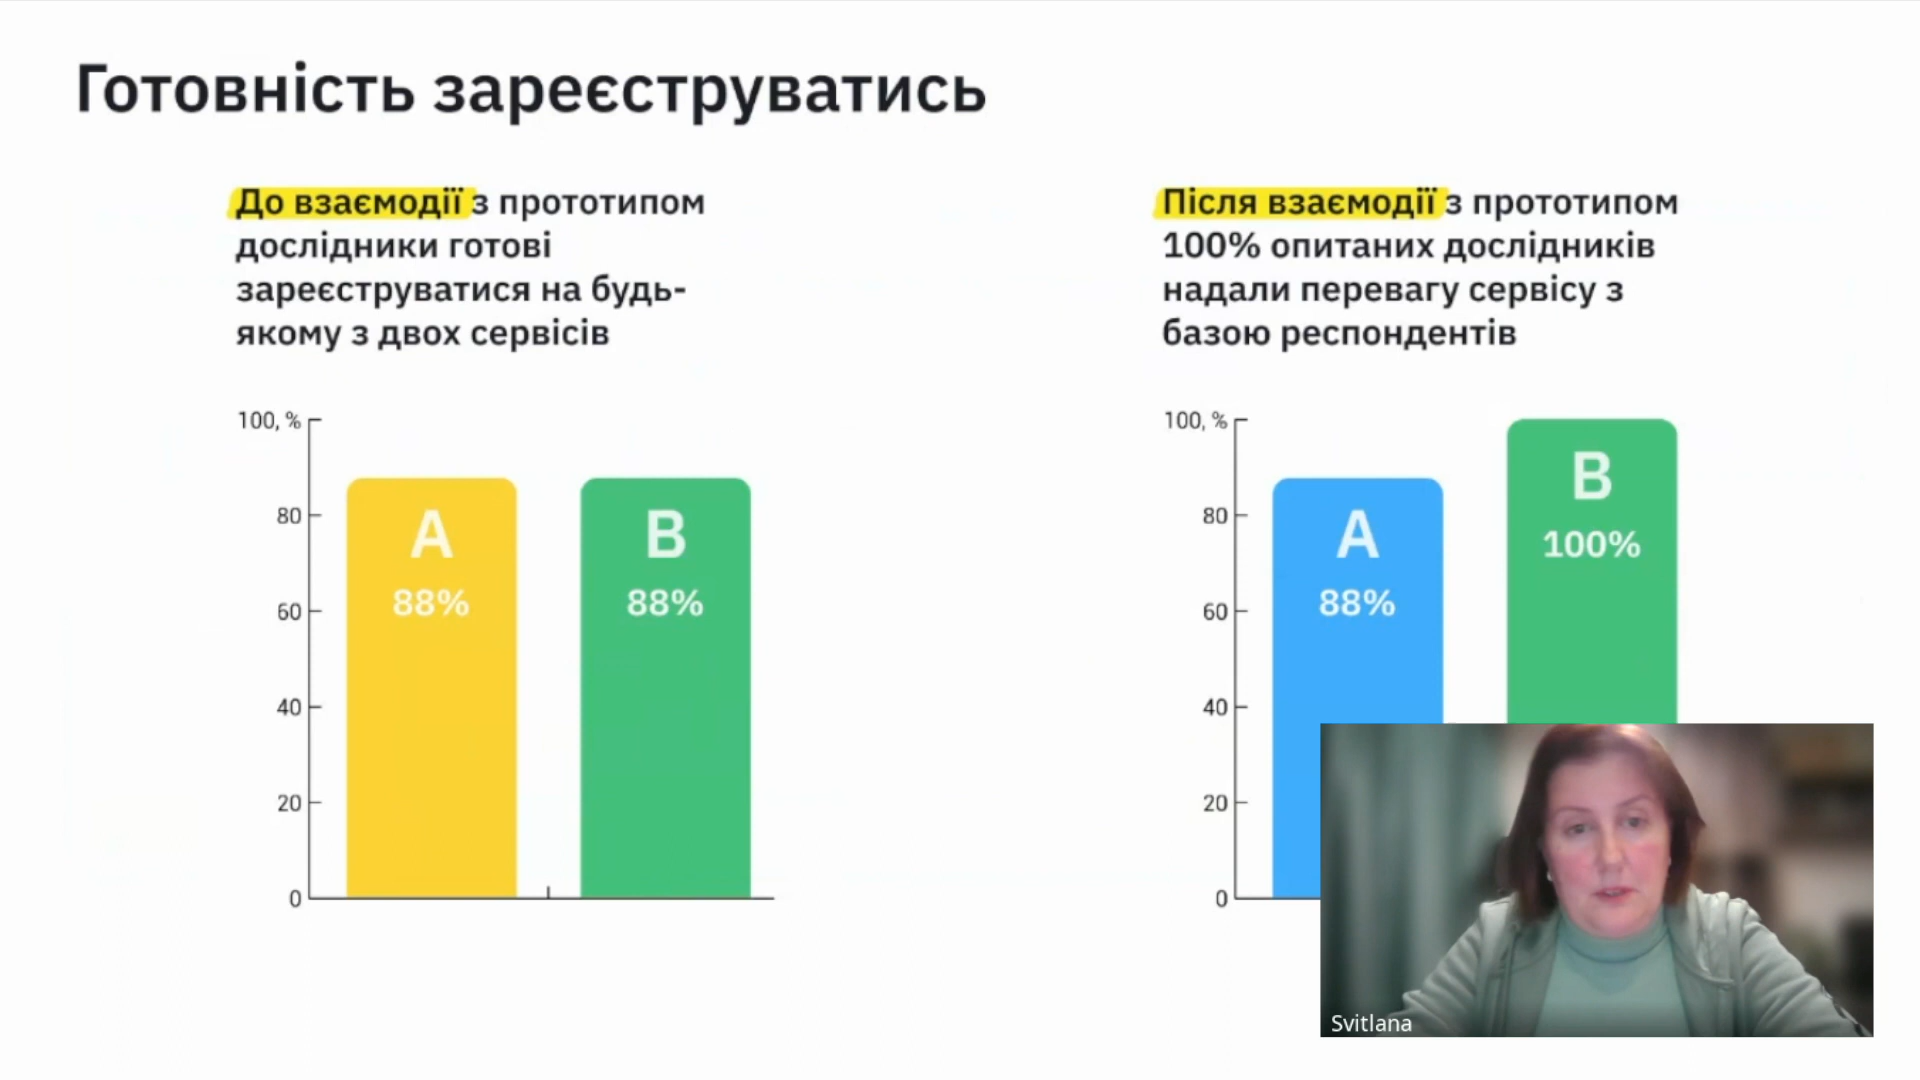 Готовність зареєструватись
До взаємодії з прототипом
дослідники готові
зареєструватися на будь-
якому з двох сервісів
100, %
80
60
40
20
0
A
88%
B
88%
Після взаємодії з прототипом
100% опитаних дослідників
надали перевагу сервісу з
базою респондентів
100, %
80
60
40
20
0
A
88%
B
100%
Svitlana